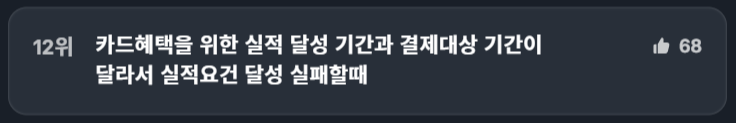 12위
카드혜택을 위한 실적 달성 기간과 결제대상 기간이
달라서 실적요건 달성 실패할때
68